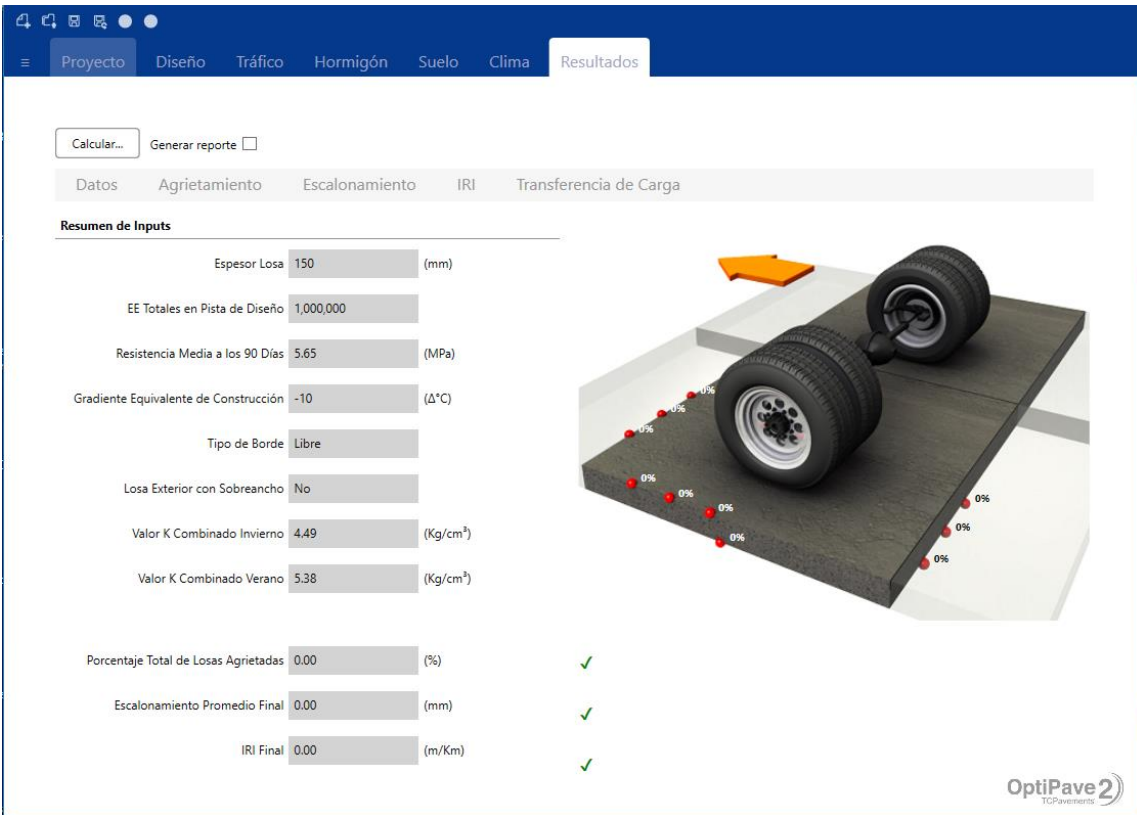 Proyecto Diseño Tráfico Hormigón Suelo Clima Resultados
Calcular... Generar reporte
Datos Agrietamiento Escalonamiento IRI Transferencia de Carga
Resumen de Inputs
Espesor Losa 150 (mm)
EE Totales en Pista de Diseño 1,000,000
Resistencia Media a los 90 Días 5.65 (MPa)
Gradiente Equivalente de Construcción -10 (Δ°C)
Tipo de Borde Libre
Losa Exterior con Sobreancho No
Valor K Combinado Invierno 4.49 (Kg/cm³)
Valor K Combinado Verano 5.38 (Kg/cm³)
Porcentaje Total de Losas Agrietadas 0.00 (%)
Escalonamiento Promedio Final 0.00 (mm)
IRI Final 0.00 (m/Km)
0%
0%
0%
0%
0%
0%
0%
0%
0%
0%
OptiPave 2
TCPavements